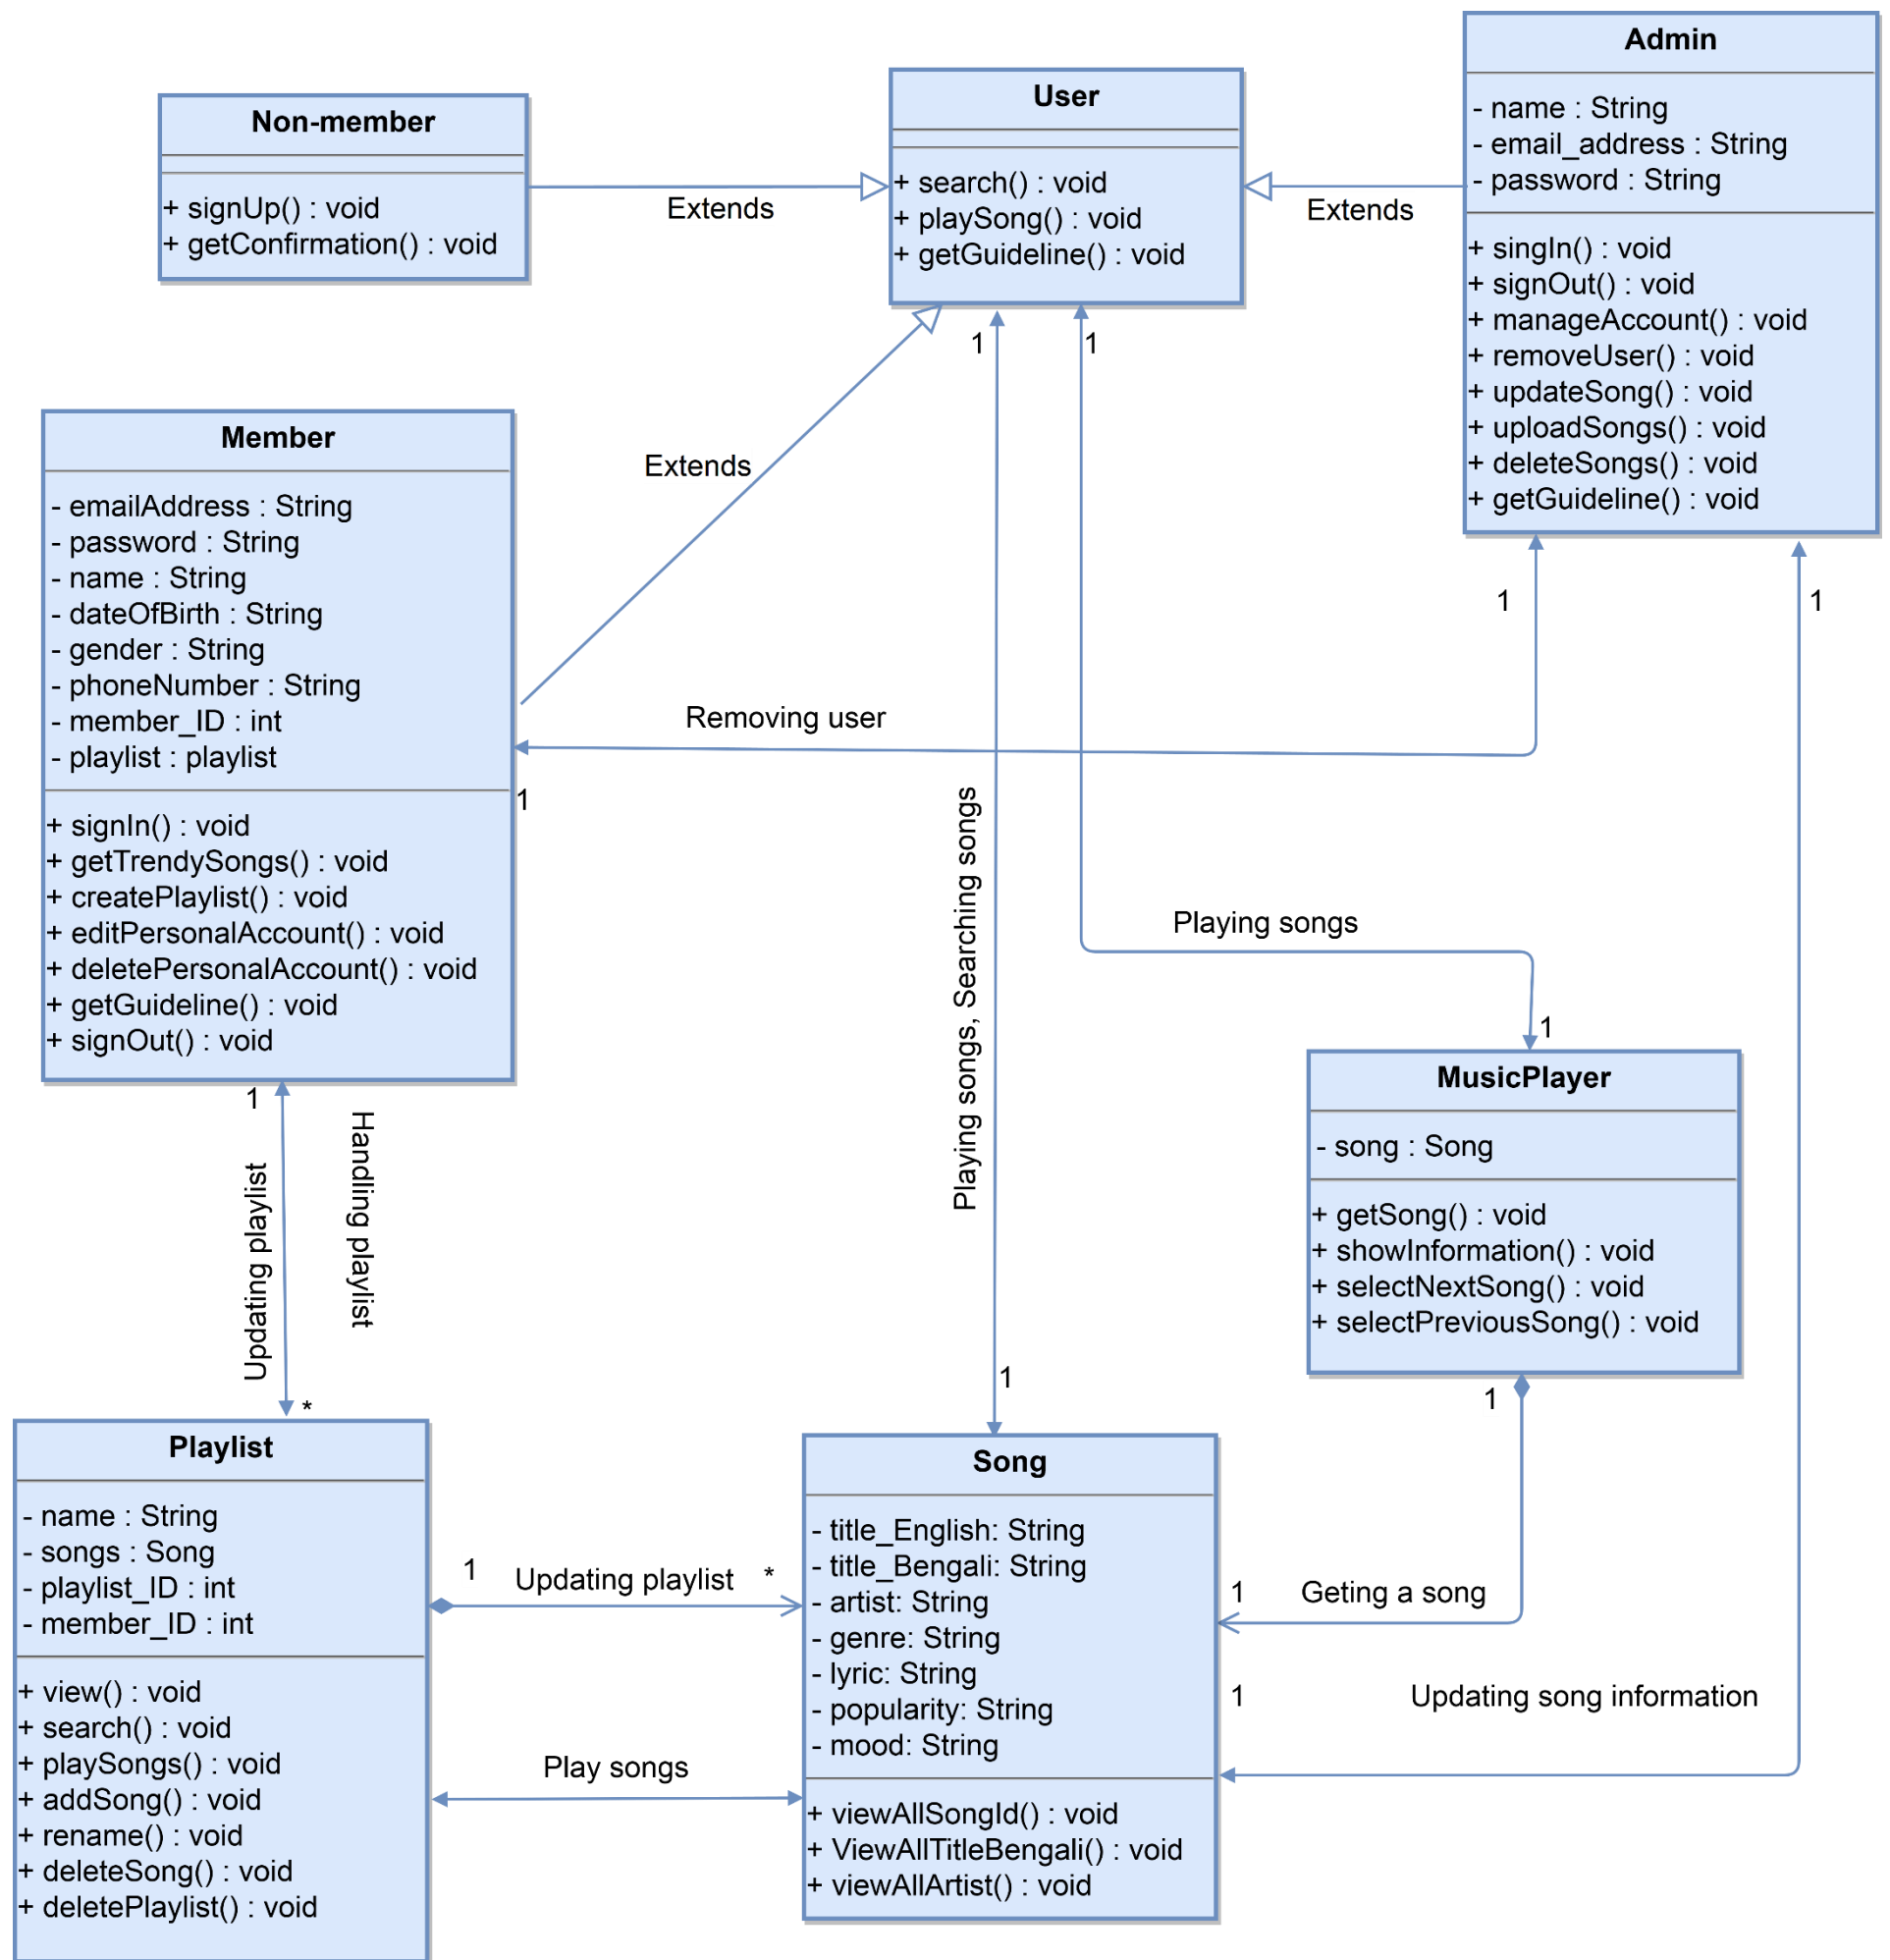 Non-member
+ signUp() : void
+ getConfirmation() : void
Extends
User
+ search() : void
+ playSong() : void
+ getGuideline() : void
Extends
Admin
- name : String
- email_address : String
- password : String
+ singIn() : void
+ signOut() : void
+ manageAccount() : void
+ removeUser() : void
+ updateSong() : void
+ uploadSongs() : void
+ deleteSongs() : void
+ getGuideline() : void
1
1
Extends
1
1
Member
- emailAddress : String
- password : String
- name : String
- dateOfBirth : String
- gender : String
- phoneNumber : String
- member_ID : int
- playlist : playlist
+ signIn() : void
+ getTrendySongs() : void
+ createPlaylist() : void
+ editPersonalAccount() : void
+ deletePersonalAccount() : void
+ getGuideline() : void
+ signOut() : void
Removing user
1
Playing songs, Searching songs
Playing songs
1
MusicPlayer
- song : Song
+ getSong() : void
+ showInformation() : void
+ selectNextSong() : void
+ selectPreviousSong() : void
1
1
Updating playlist
Handling playlist
*
1
Playlist
- name : String
- songs : Song
- playlist_ID : int
- member_ID : int
+ view() : void
+ search() : void
+ playSongs() : void
+ addSong() : void
+ rename() : void
+ deleteSong() : void
+ deletePlaylist() : void
1
Updating playlist
*
Play songs
Song
- title_English: String
- title_Bengali: String
- artist: String
- genre: String
- lyric: String
- popularity: String
- mood: String
+ viewAllSongId() : void
+ ViewAllTitleBengali() : void
+ viewAllArtist() : void
1
Geting a song
1
Updating song information